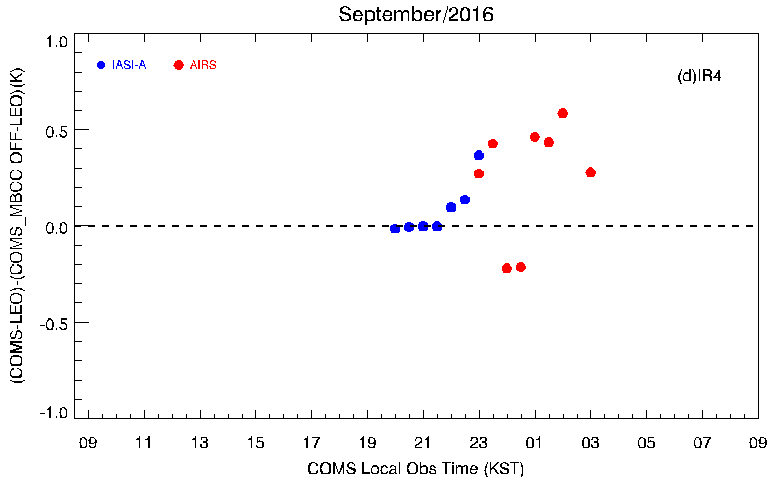 September/2016
IASI-A
AIRS
(d)IR4
(COMS-LEO)-(COMS_MBCC OFF-LEO)(K)
1.0
0.5
0.0
-0.5
-1.0
09 11 13 15 17 19 21 23 01 03 05 07 09
COMS Local Obs Time (KST)